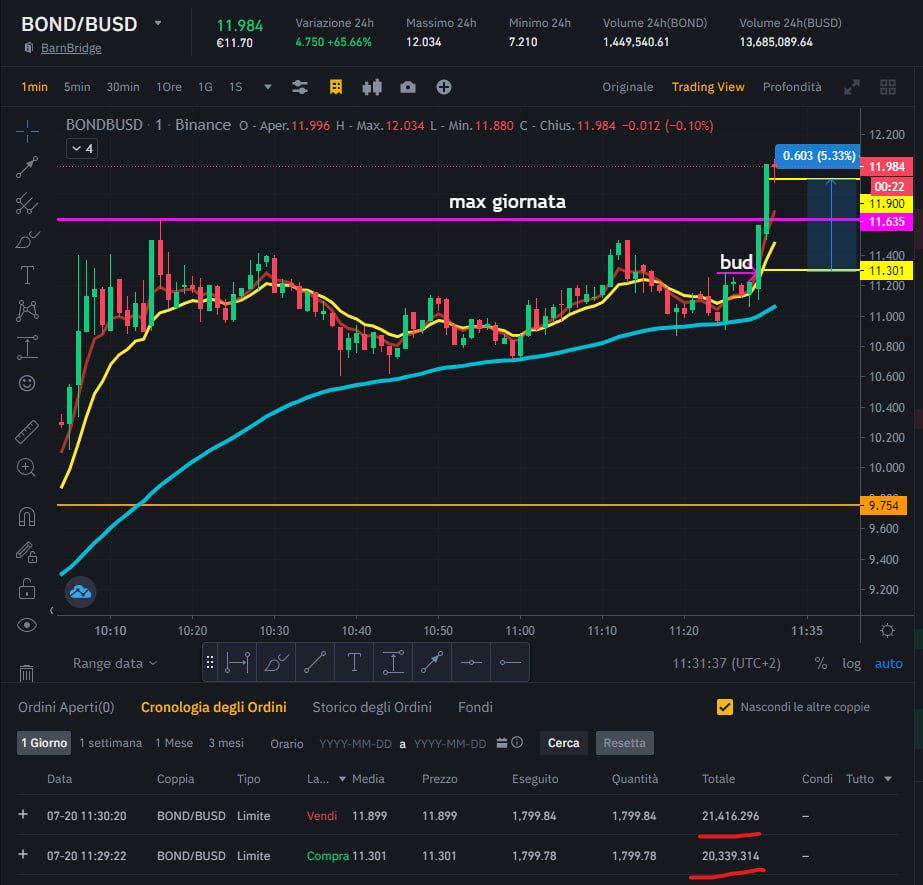 BOND/BUSD
BarnBridge
11.984
€11.70
Variazione 24h
4.750 +65.66%
Massimo 24h
12.034
Minimo 24h
7.210
Volume 24h(BOND)
1,449,540.61
Volume 24h(BUSD)
13,685,089.64
1min 5min 30min 1Ore 1G 1S
Originale Trading View Profondità
BONDBUSD · 1 · Binance O - Aper.11.996 H - Max.12.034 L - Min.11.880 C - Chius.11.984 −0.012 (−0.10%)
4
12.200
0.603 (5.33%)
11.984
00:22
11.900
max giornata
11.635
11.400
bud
11.301
11.200
11.000
10.800
10.600
10.400
10.200
10.000
9.754
9.600
9.400
9.200
10:10 10:20 10:30 10:40 10:50 11:00 11:10 11:20 11:35
Range data
T
11:31:37 (UTC+2) % log auto
Ordini Aperti(0) Cronologia degli Ordini Storico degli Ordini Fondi
Nascondi le altre coppie
1 Giorno 1 settimana 1 Mese 3 mesi Orario YYYY-MM-DD a YYYY-MM-DD Cerca Resetta
Data Coppia Tipo La... Media Prezzo Eseguito Quantità Totale Condi Tutto
07-20 11:30:20 BOND/BUSD Limite Vendi 11.899 11.899 1,799.84 1,799.84 21,416.296 –
07-20 11:29:22 BOND/BUSD Limite Compra 11.301 11.301 1,799.78 1,799.78 20,339.314 –